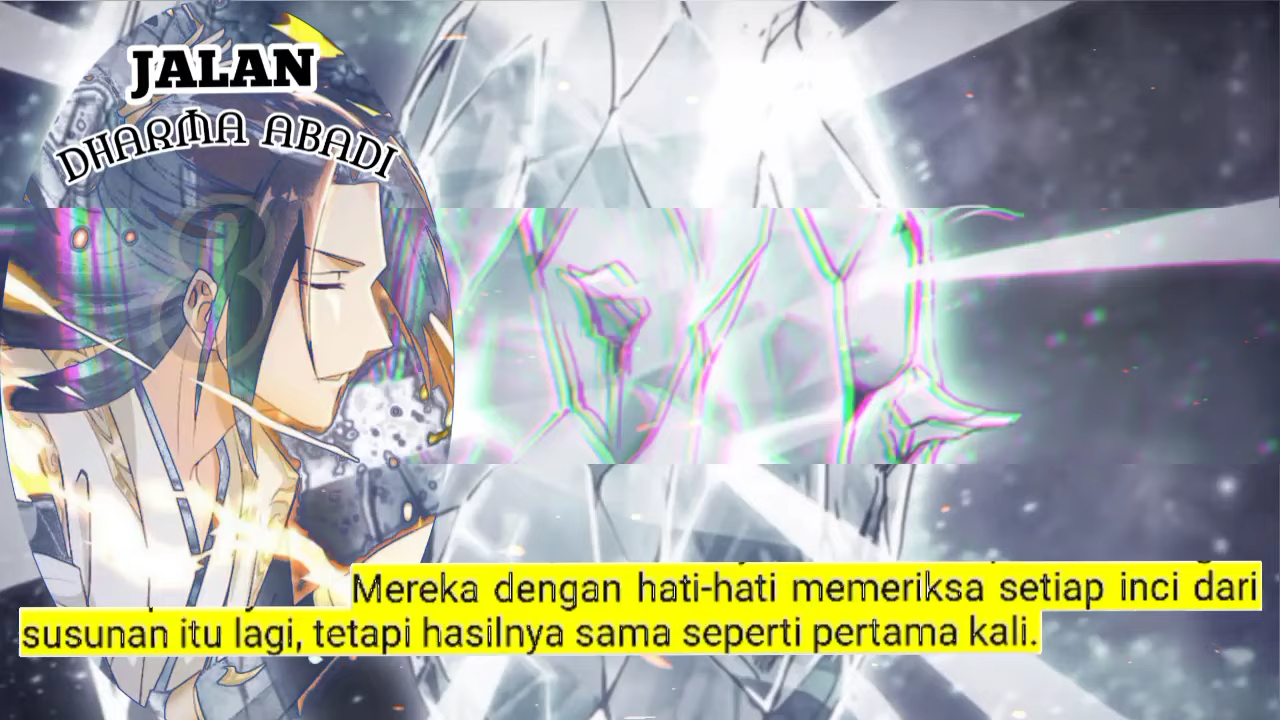 JALAN
DHARMA ABADI
3
Mereka dengan hati-hati memeriksa setiap inci dari
susunan itu lagi, tetapi hasilnya sama seperti pertama kali.